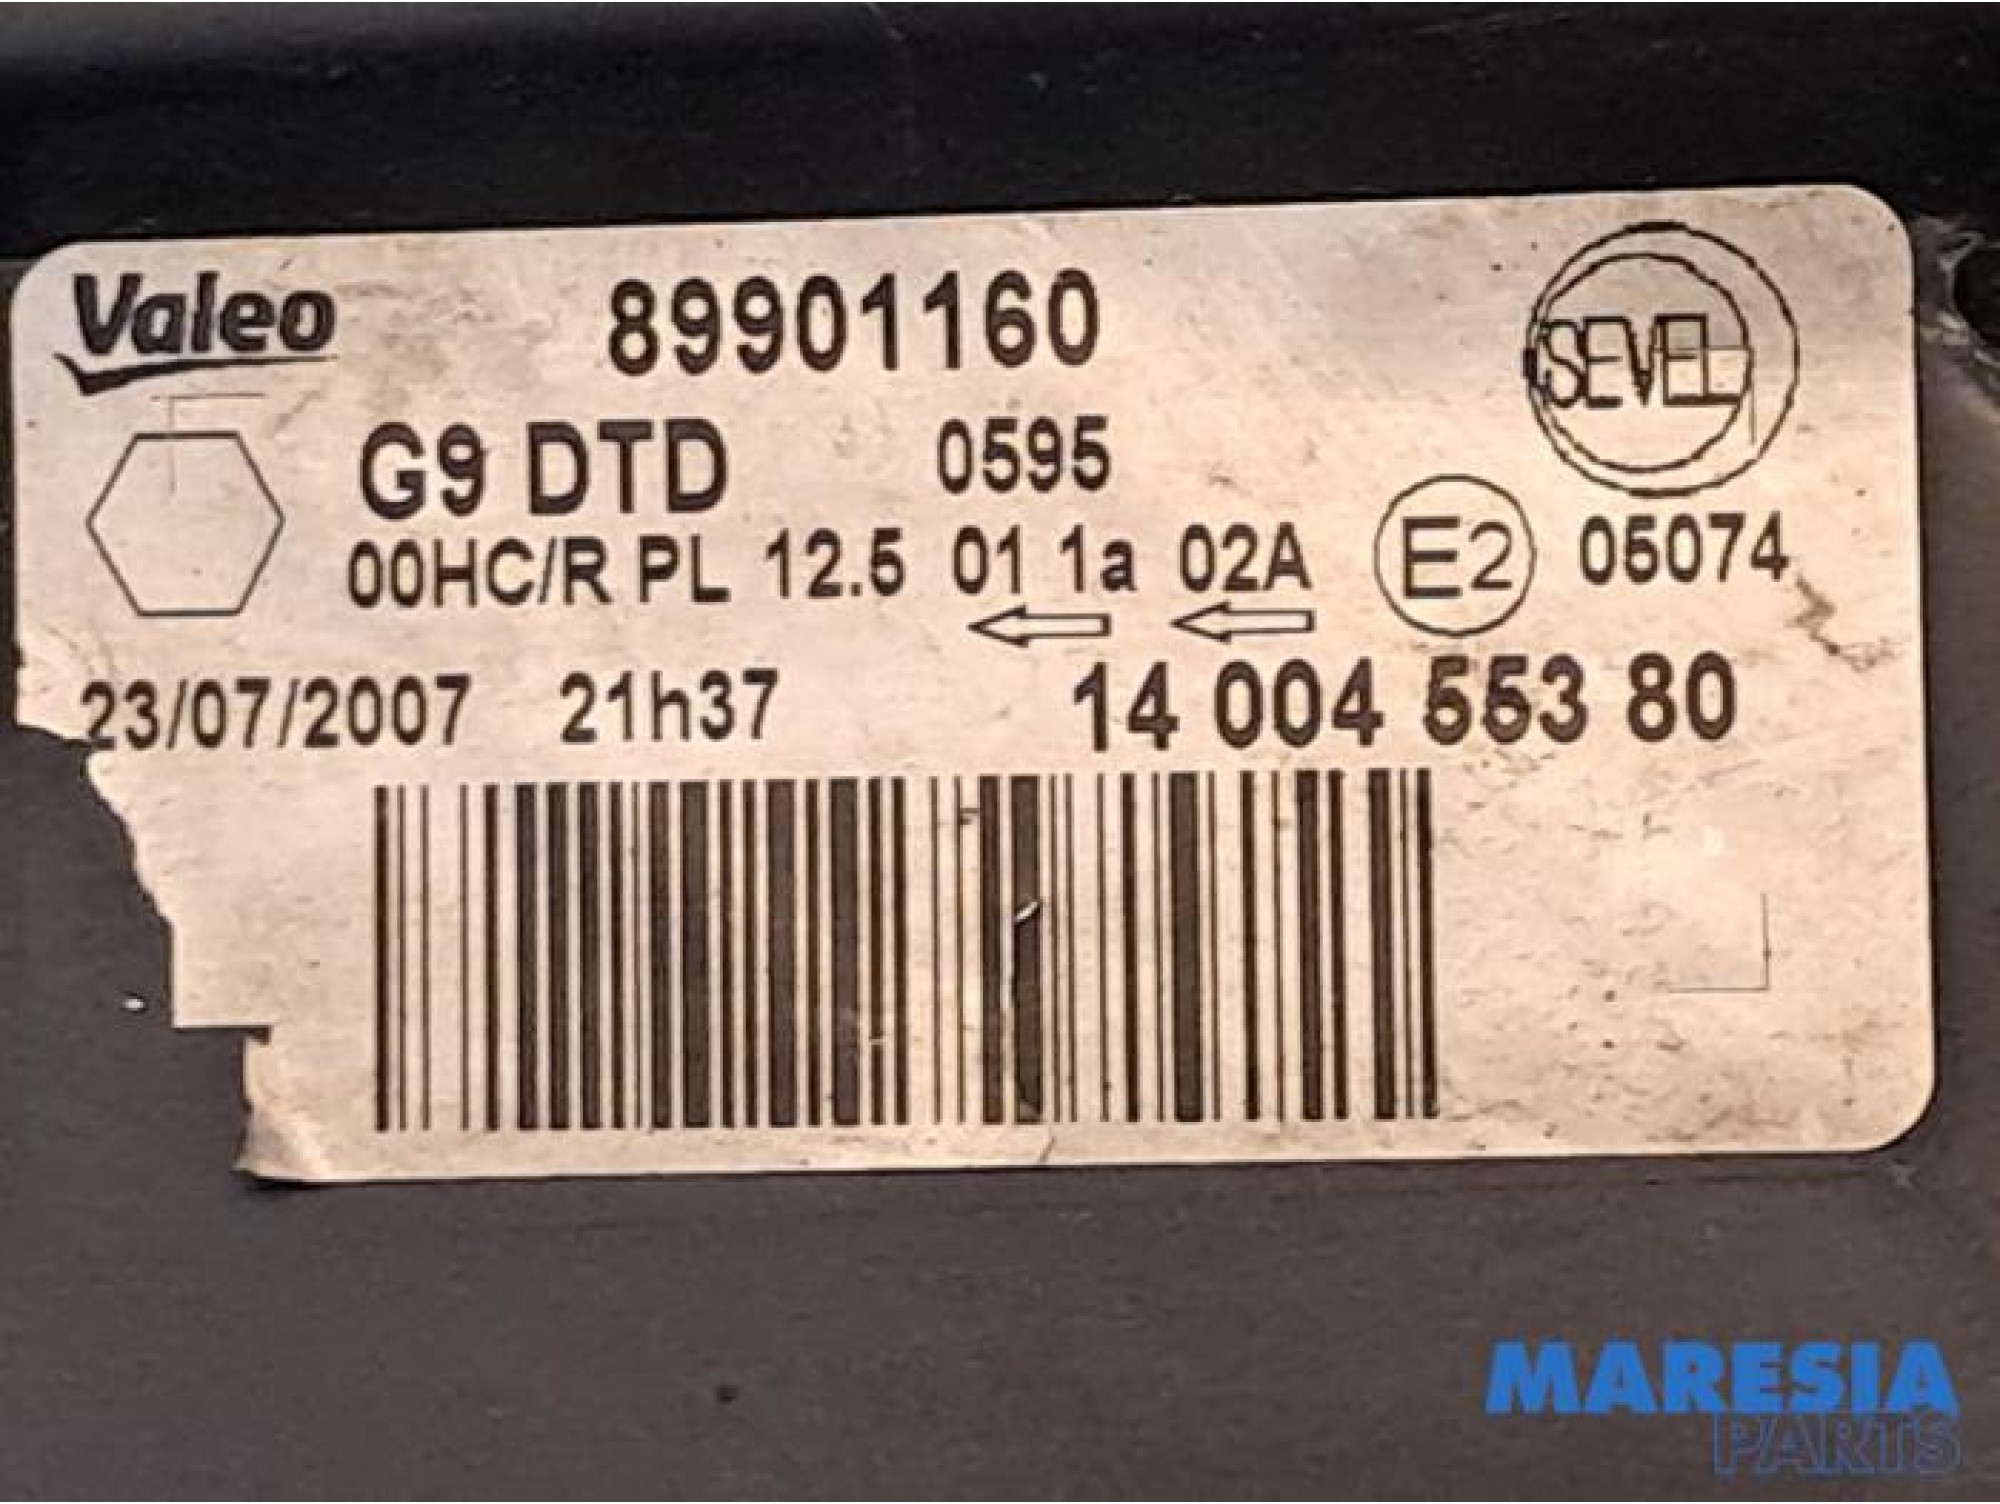 Valeo 89901160 SEVEL
G9 DTD 0595
00HC/R PL 12.5 01 1a 02A E2 05074
23/07/2007 21h37 14 004 553 80
MARESIA
PARTS